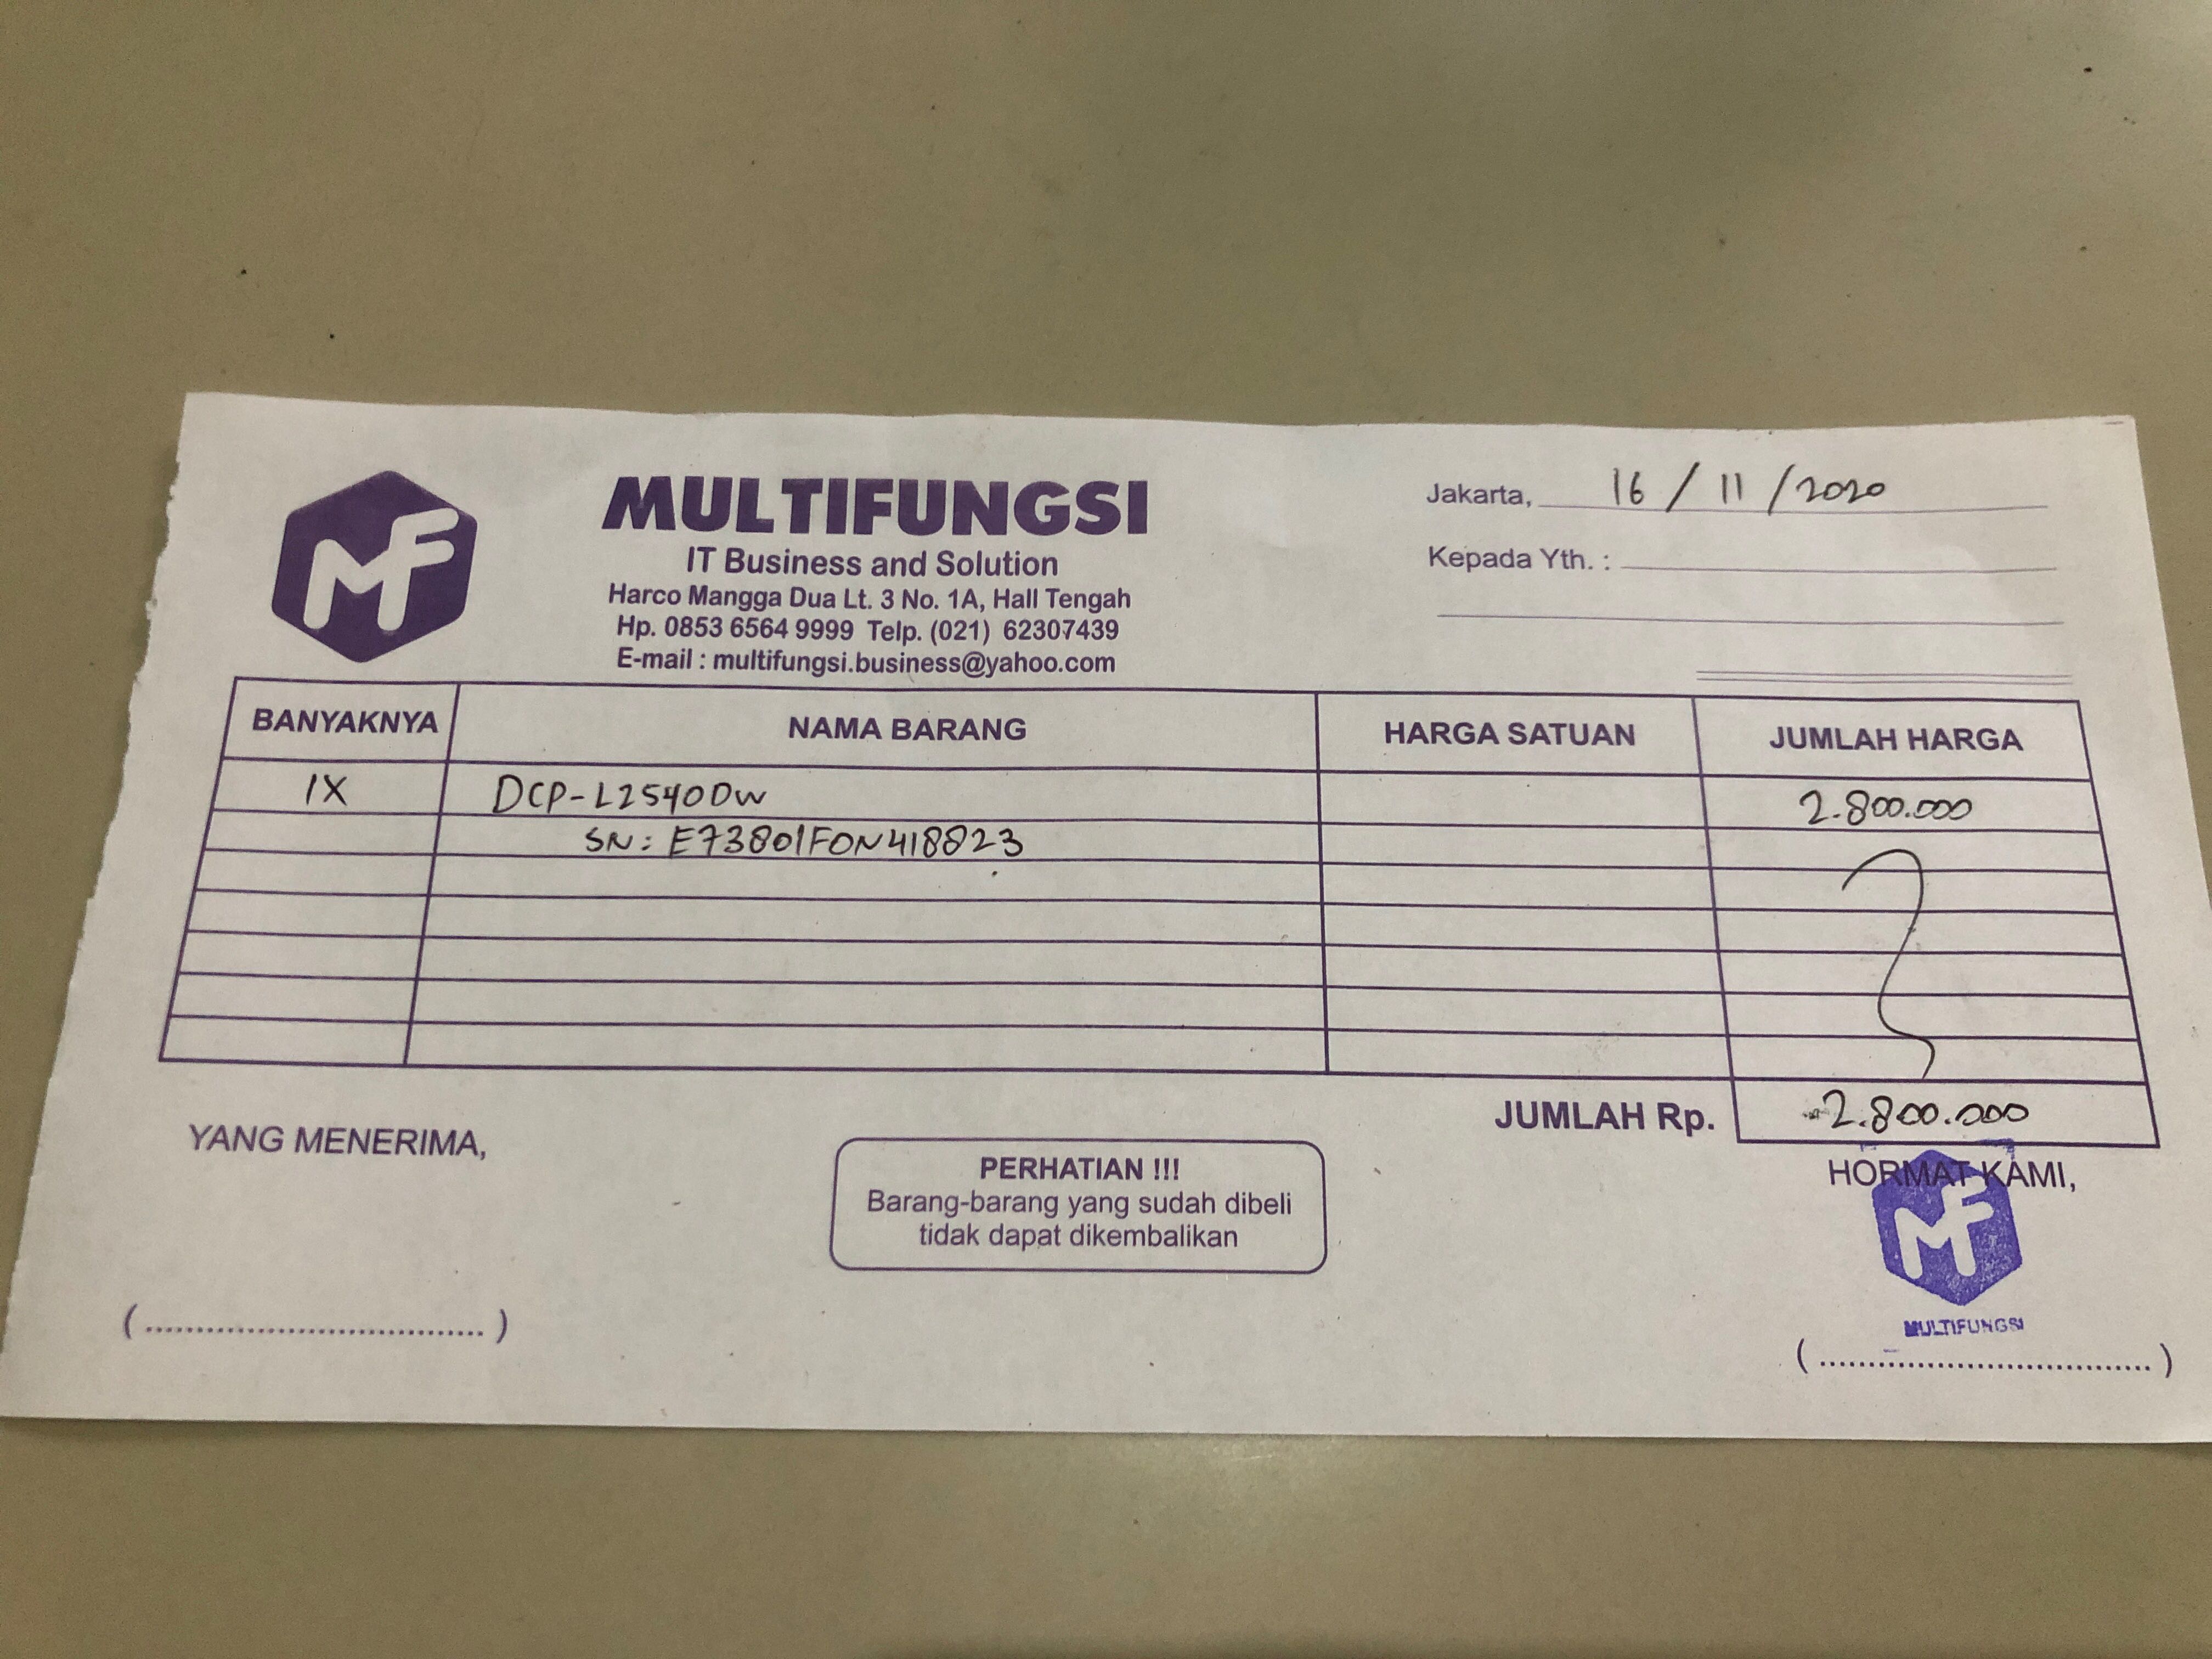 MF
MULTIFUNGSI
IT Business and Solution
Harco Mangga Dua Lt. 3 No. 1A, Hall Tengah
Hp. 0853 6564 9999 Telp. (021) 62307439
E-mail : multifungsi.business@yahoo.com
Jakarta, 16 / 11 / 2020
Kepada Yth. :
BANYAKNYA NAMA BARANG HARGA SATUAN JUMLAH HARGA
1X DCP-L2540DW 2.800.000
SN: E73801F0N418823
JUMLAH Rp. 2.800.000
YANG MENERIMA,
PERHATIAN !!!
Barang-barang yang sudah dibeli
tidak dapat dikembalikan
HORMAT KAMI,
MF
MULTIFUNGSI
(..................................)
(..................................)